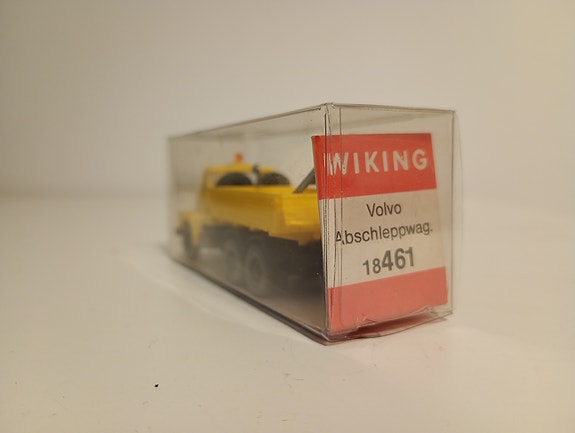 WIKING
Volvo
Abschleppwag.
18461